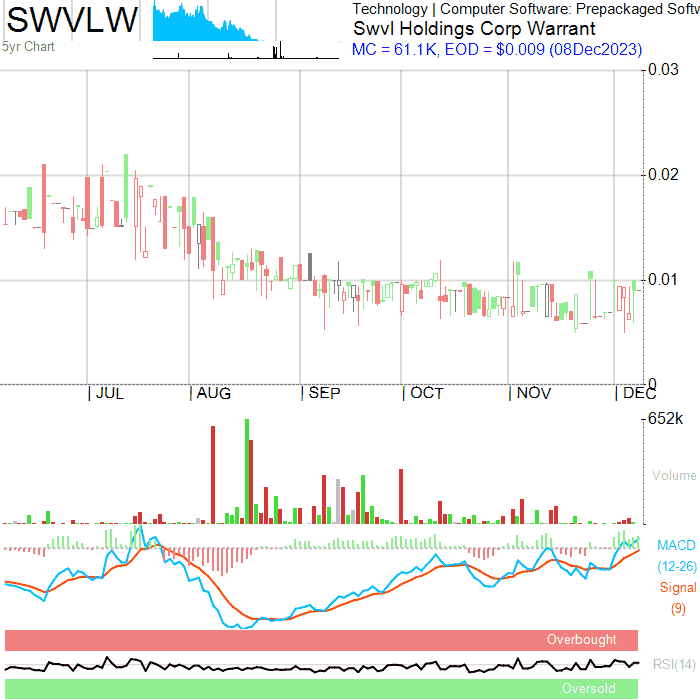 SWVLW
5yr Chart
Technology | Computer Software: Prepackaged Softw
Swvl Holdings Corp Warrant
MC = 61.1K, EOD = $0.009 (08Dec2023)
0.03
0.02
0.01
0
JUL AUG SEP OCT NOV DEC
652k
Volume
MACD
(12-26)
Signal
(9)
Overbought
RSI(14)
Oversold